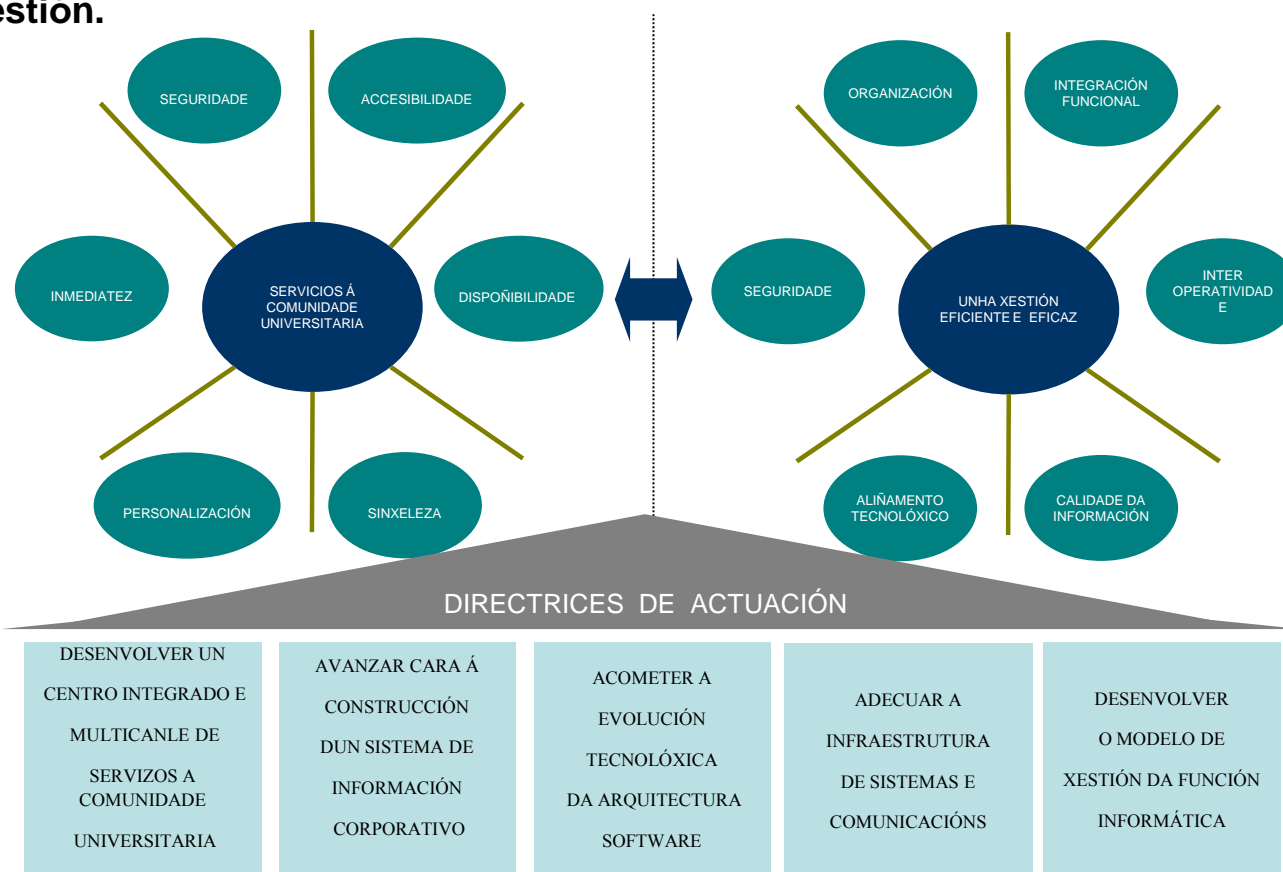 estión.
SEGURIDADE
ACCESIBILIDADE
INMEDIATEZ
SERVICIOS Á
COMUNIDADE
UNIVERSITARIA
DISPOÑIBILIDADE
PERSONALIZACIÓN
SINXELEZA
ORGANIZACIÓN
INTEGRACIÓN
FUNCIONAL
SEGURIDADE
UNHA XESTIÓN
EFICIENTE E EFICAZ
INTER
OPERATIVIDAD
E
ALIÑAMENTO
TECNOLÓXICO
CALIDADE DA
INFORMACIÓN
DIRECTRICES DE ACTUACIÓN
DESENVOLVER UN
CENTRO INTEGRADO E
MULTICANLE DE
SERVIZOS A
COMUNIDADE
UNIVERSITARIA
AVANZAR CARA Á
CONSTRUCCIÓN
DUN SISTEMA DE
INFORMACIÓN
CORPORATIVO
ACOMETER A
EVOLUCIÓN
TECNOLÓXICA
DA ARQUITECTURA
SOFTWARE
ADECUAR A
INFRAESTRUTURA
DE SISTEMAS E
COMUNICACIÓNS
DESENVOLVER
O MODELO DE
XESTIÓN DA FUNCIÓN
INFORMÁTICA